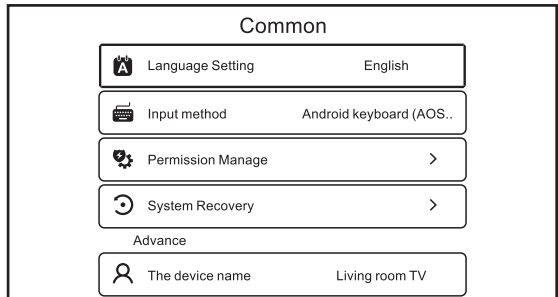 Common
Language Setting English
Input method Android keyboard (AOS..
Permission Manage >
System Recovery >
Advance
The device name Living room TV